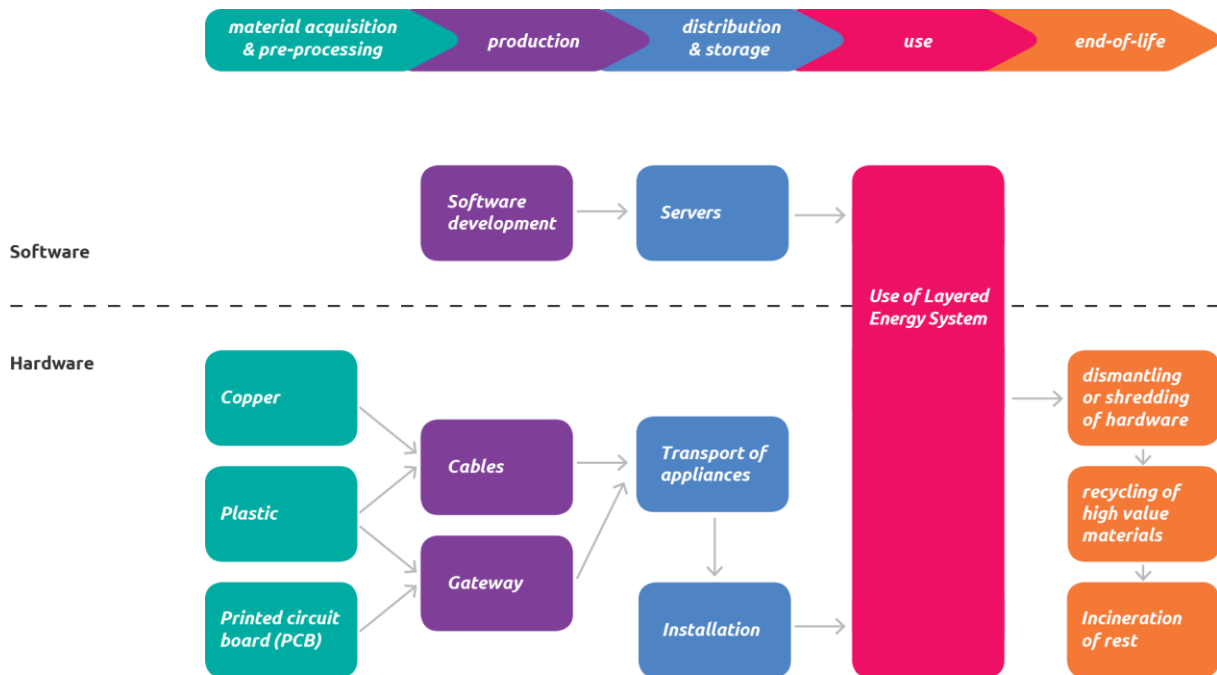 material acquisition
& pre-processing
production
distribution
& storage
use
end-of-life
Software
Software
development
Servers
Use of Layered
Energy System
Hardware
Copper
Plastic
Printed circuit
board (PCB)
Cables
Gateway
Transport of
appliances
Installation
dismantling
or shredding
of hardware
recycling of
high value
materials
Incineration
of rest